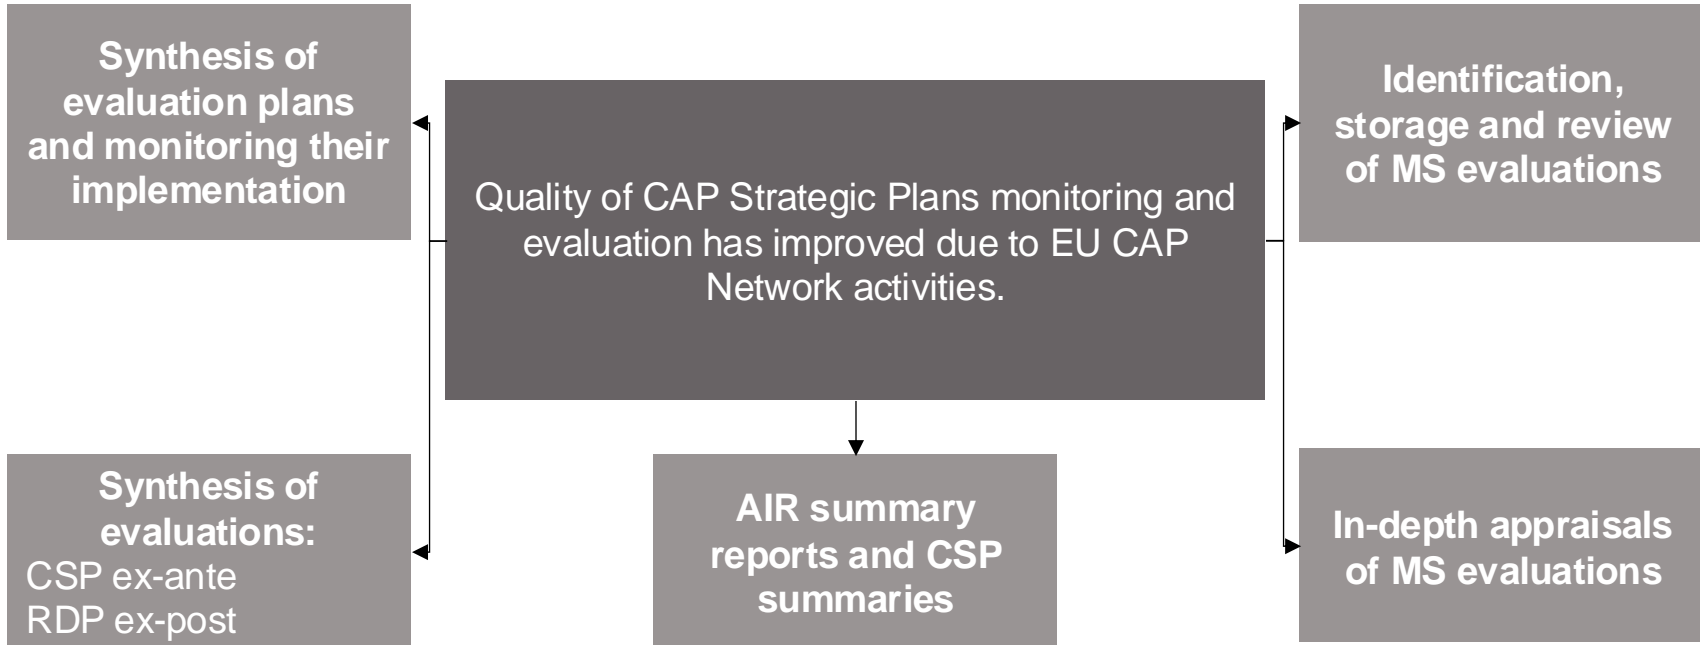 Synthesis of
evaluation plans
and monitoring their
implementation
Quality of CAP Strategic Plans monitoring and
evaluation has improved due to EU CAP
Network activities.
Identification,
storage and review
of MS evaluations
Synthesis of
evaluations:
CSP ex-ante
RDP ex-post
AIR summary
reports and CSP
summaries
In-depth appraisals
of MS evaluations